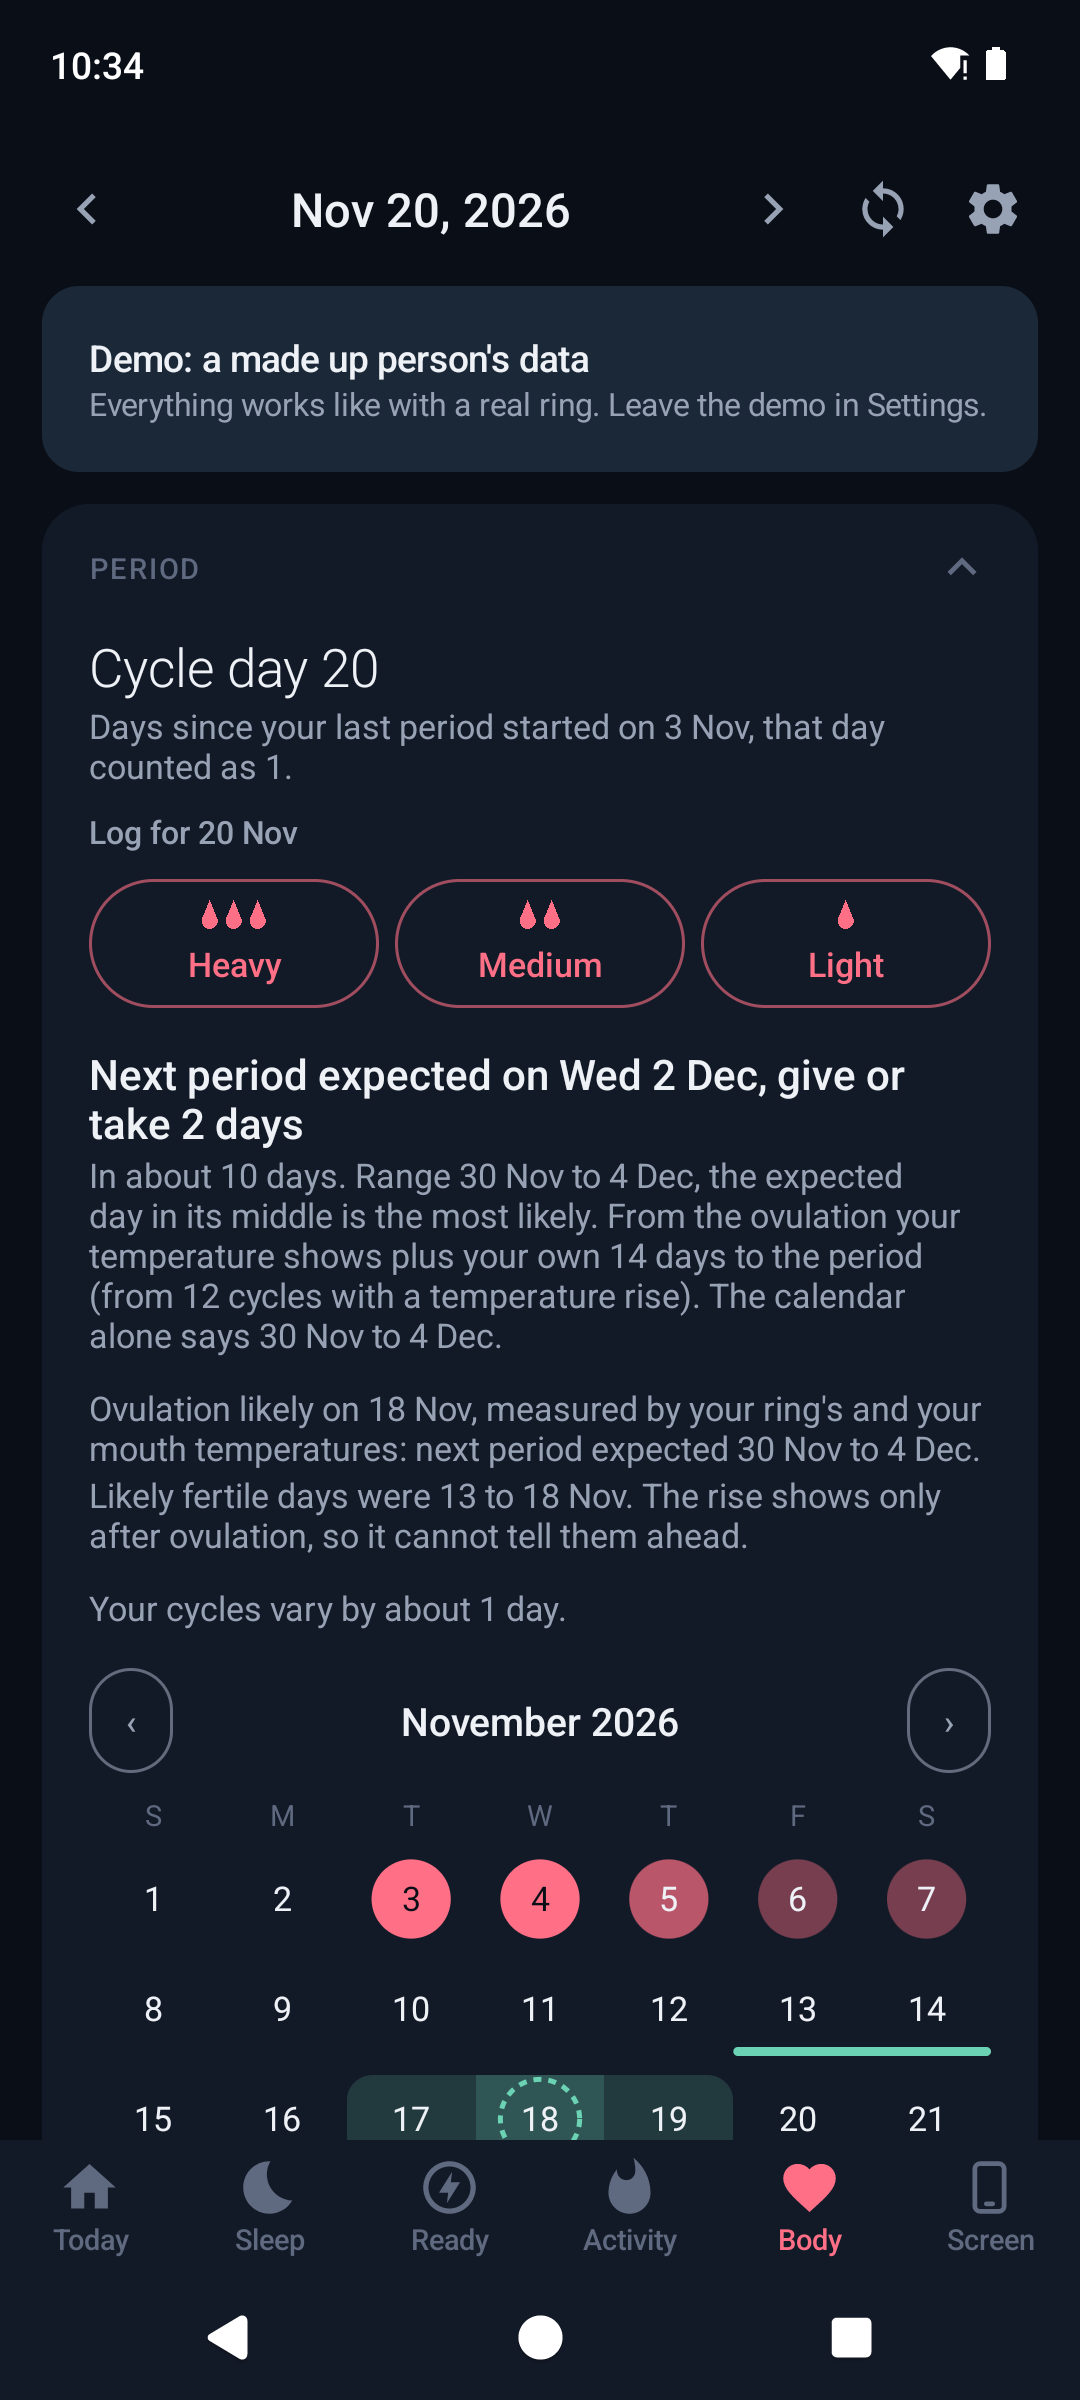 10:34
Nov 20, 2026
Demo: a made up person's data
Everything works like with a real ring. Leave the demo in Settings.
PERIOD
Cycle day 20
Days since your last period started on 3 Nov, that day
counted as 1.
Log for 20 Nov
Heavy Medium Light
Next period expected on Wed 2 Dec, give or
take 2 days
In about 10 days. Range 30 Nov to 4 Dec, the expected
day in its middle is the most likely. From the ovulation your
temperature shows plus your own 14 days to the period
(from 12 cycles with a temperature rise). The calendar
alone says 30 Nov to 4 Dec.
Ovulation likely on 18 Nov, measured by your ring's and your
mouth temperatures: next period expected 30 Nov to 4 Dec.
Likely fertile days were 13 to 18 Nov. The rise shows only
after ovulation, so it cannot tell them ahead.
Your cycles vary by about 1 day.
‹ November 2026 ›
S M T W T F S
1 2 3 4 5 6 7
8 9 10 11 12 13 14
15 16 17 18 19 20 21
Today Sleep Ready Activity Body Screen